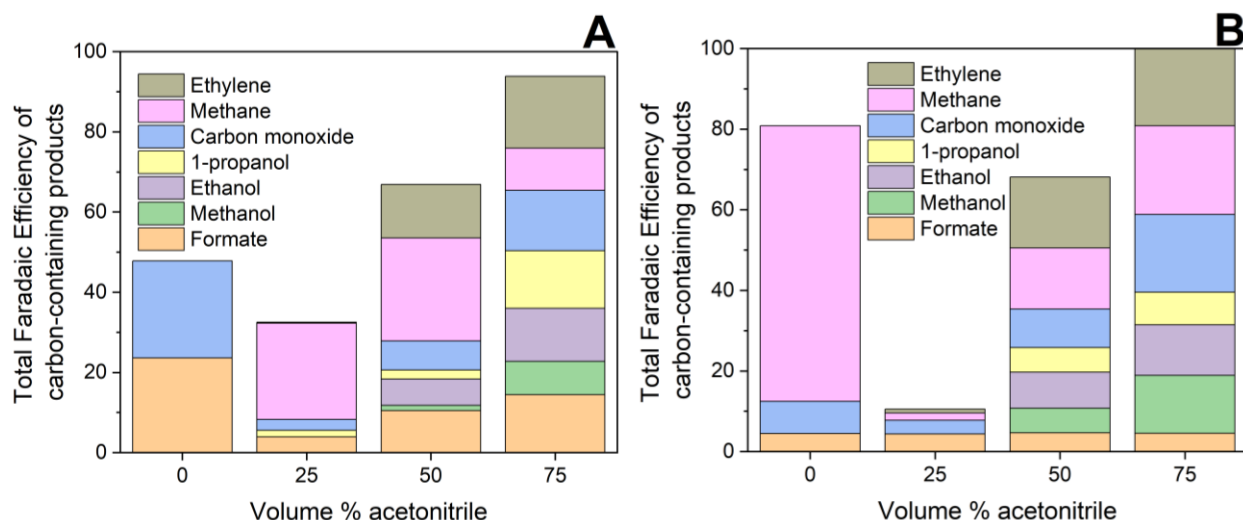 A
Total Faradaic Efficiency of
carbon-containing products
100
80
60
40
20
0
Ethylene
Methane
Carbon monoxide
1-propanol
Ethanol
Methanol
Formate
0 25 50 75
Volume % acetonitrile
B
Total Faradaic Efficiency of
carbon-containing products
100
80
60
40
20
0
Ethylene
Methane
Carbon monoxide
1-propanol
Ethanol
Methanol
Formate
0 25 50 75
Volume % acetonitrile